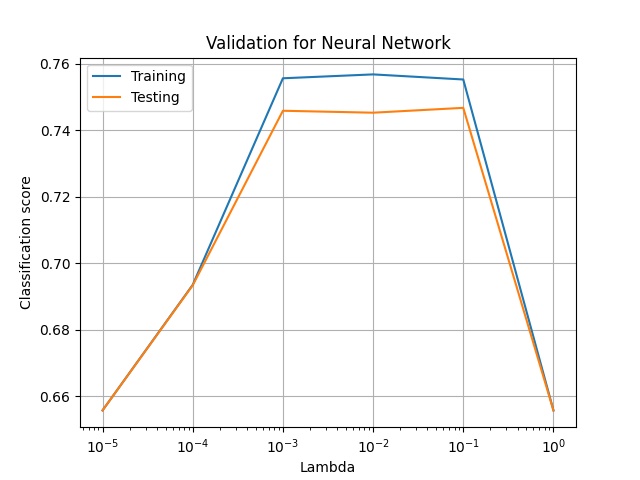 Validation for Neural Network
Training
Testing
0.76
0.74
0.72
0.70
0.68
0.66
Classification score
10⁻⁵ 10⁻⁴ 10⁻³ 10⁻² 10⁻¹ 10⁰
Lambda